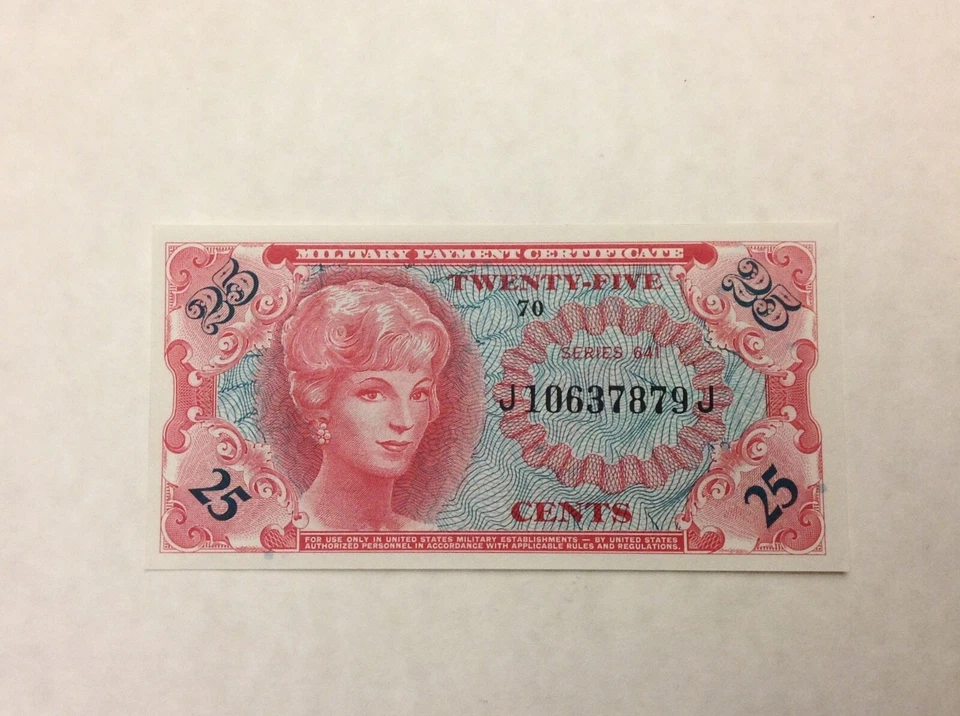 MILITARY PAYMENT CERTIFICATE
25
TWENTY-FIVE
25
70
SERIES 641
J10637879J
25
CENTS
25
FOR USE ONLY IN UNITED STATES MILITARY ESTABLISHMENTS — BY UNITED STATES
AUTHORIZED PERSONNEL IN ACCORDANCE WITH APPLICABLE RULES AND REGULATIONS.